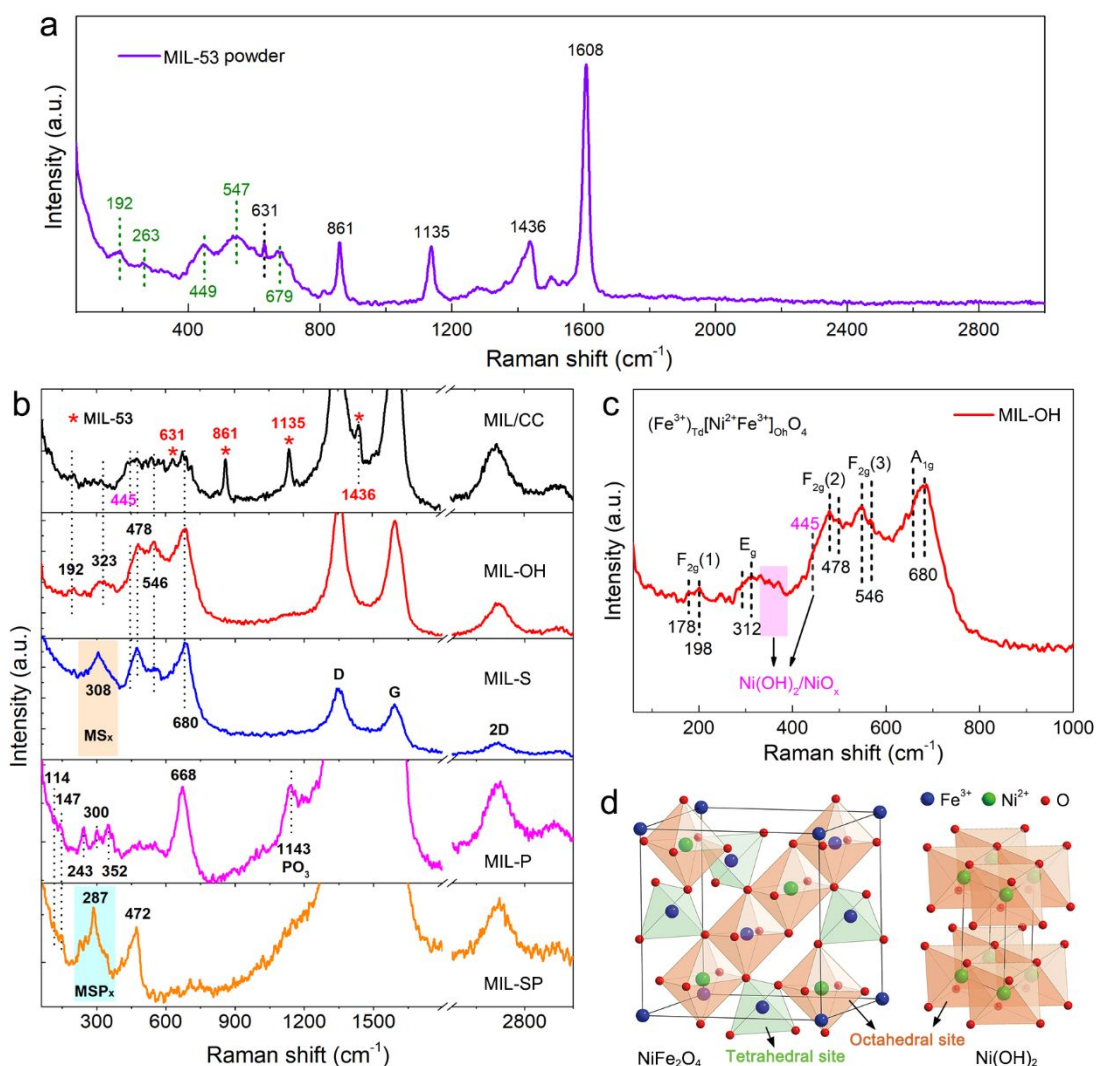 a
MIL-53 powder
1608
192
263
449
547
631
679
861
1135
1436
Intensity (a.u.)
400 800 1200 1600 2000 2400 2800
Raman shift (cm⁻¹)
b
* MIL-53
MIL/CC
631
861
1135
1436
445
478
MIL-OH
192
323
546
MIL-S
308
MSₓ
680
D
G
2D
MIL-P
114
147
243
300
352
668
1143
PO₃
MIL-SP
287
472
MSPₓ
Intensity (a.u.)
300 600 900 1200 1500 2800
Raman shift (cm⁻¹)
c
(Fe³⁺)Td[Ni²⁺Fe³⁺]OhO₄
MIL-OH
F₂g(1)
Eg
445
F₂g(2)
F₂g(3)
A₁g
178
198
312
478
546
680
Ni(OH)₂/NiOₓ
Intensity (a.u.)
200 400 600 800 1000
Raman shift (cm⁻¹)
d
Fe³⁺ Ni²⁺ O
Tetrahedral site
Octahedral site
NiFe₂O₄
Ni(OH)₂